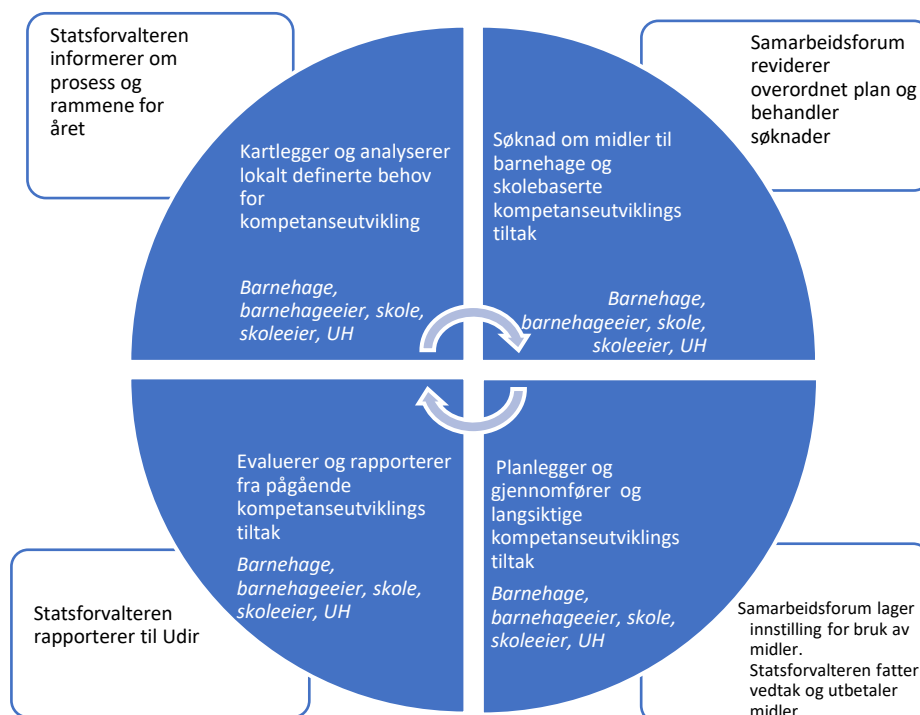 Statsforvalteren
informerer om
prosess og
rammene for
året
Kartlegger og analyserer
lokalt definerte behov
for
kompetanseutvikling
Barnehage,
barnehageeier, skole,
skoleeier, UH
Samarbeidsforum
reviderer
overordnet plan og
behandler
søknader
Søknad om midler til
barnehage og
skolebaserte
kompetanseutviklings
tiltak
Barnehage,
barnehageeier, skole,
skoleeier, UH
Evaluerer og rapporterer
fra pågående
kompetanseutviklings
tiltak
Barnehage,
barnehageeier, skole,
skoleeier, UH
Statsforvalteren
rapporterer til Udir
Planlegger og
gjennomfører og
langsiktige
kompetanseutviklings
tiltak
Barnehage,
barnehageeier, skole,
skoleeier, UH
Samarbeidsforum lager
innstilling for bruk av
midler.
Statsforvalteren fatter
vedtak og utbetaler
midler